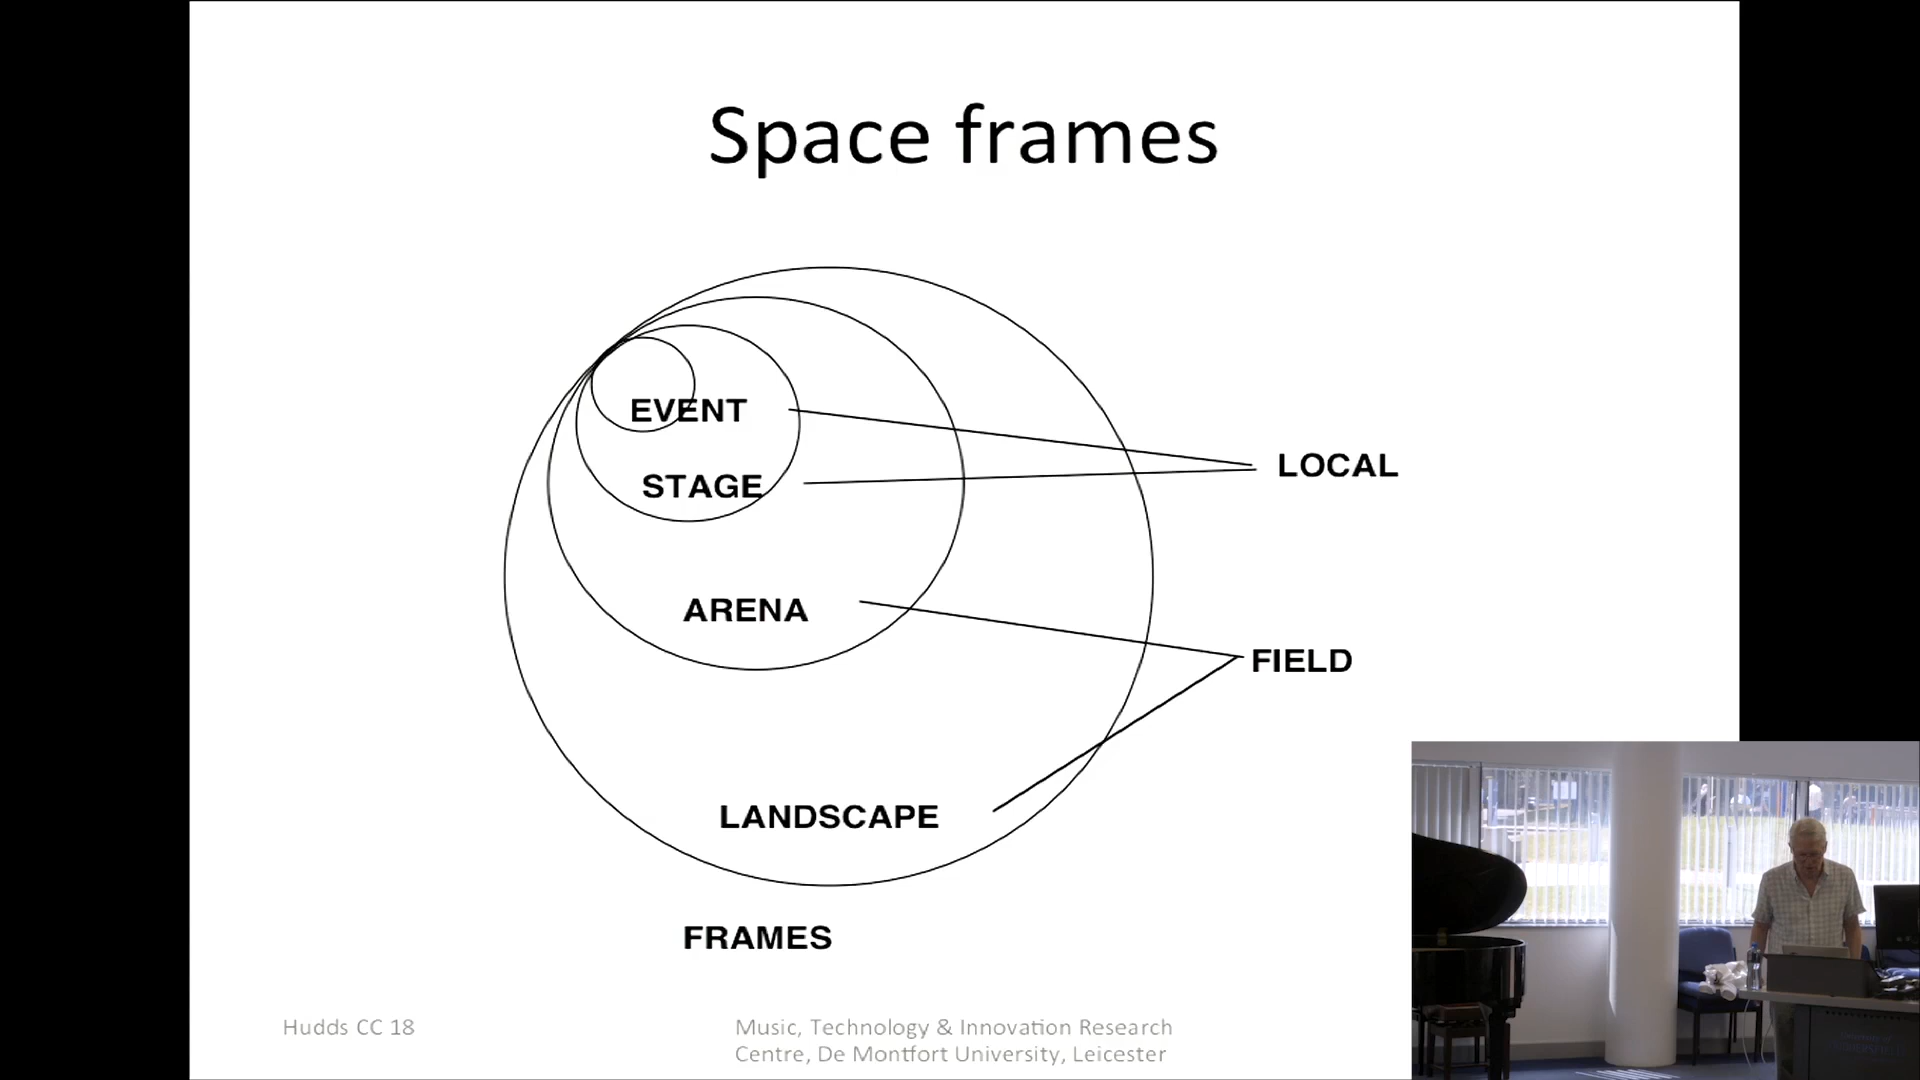 Space frames
EVENT
STAGE
LOCAL
ARENA
FIELD
LANDSCAPE
FRAMES
Hudds CC 18
Music, Technology & Innovation Research
Centre, De Montfort University, Leicester